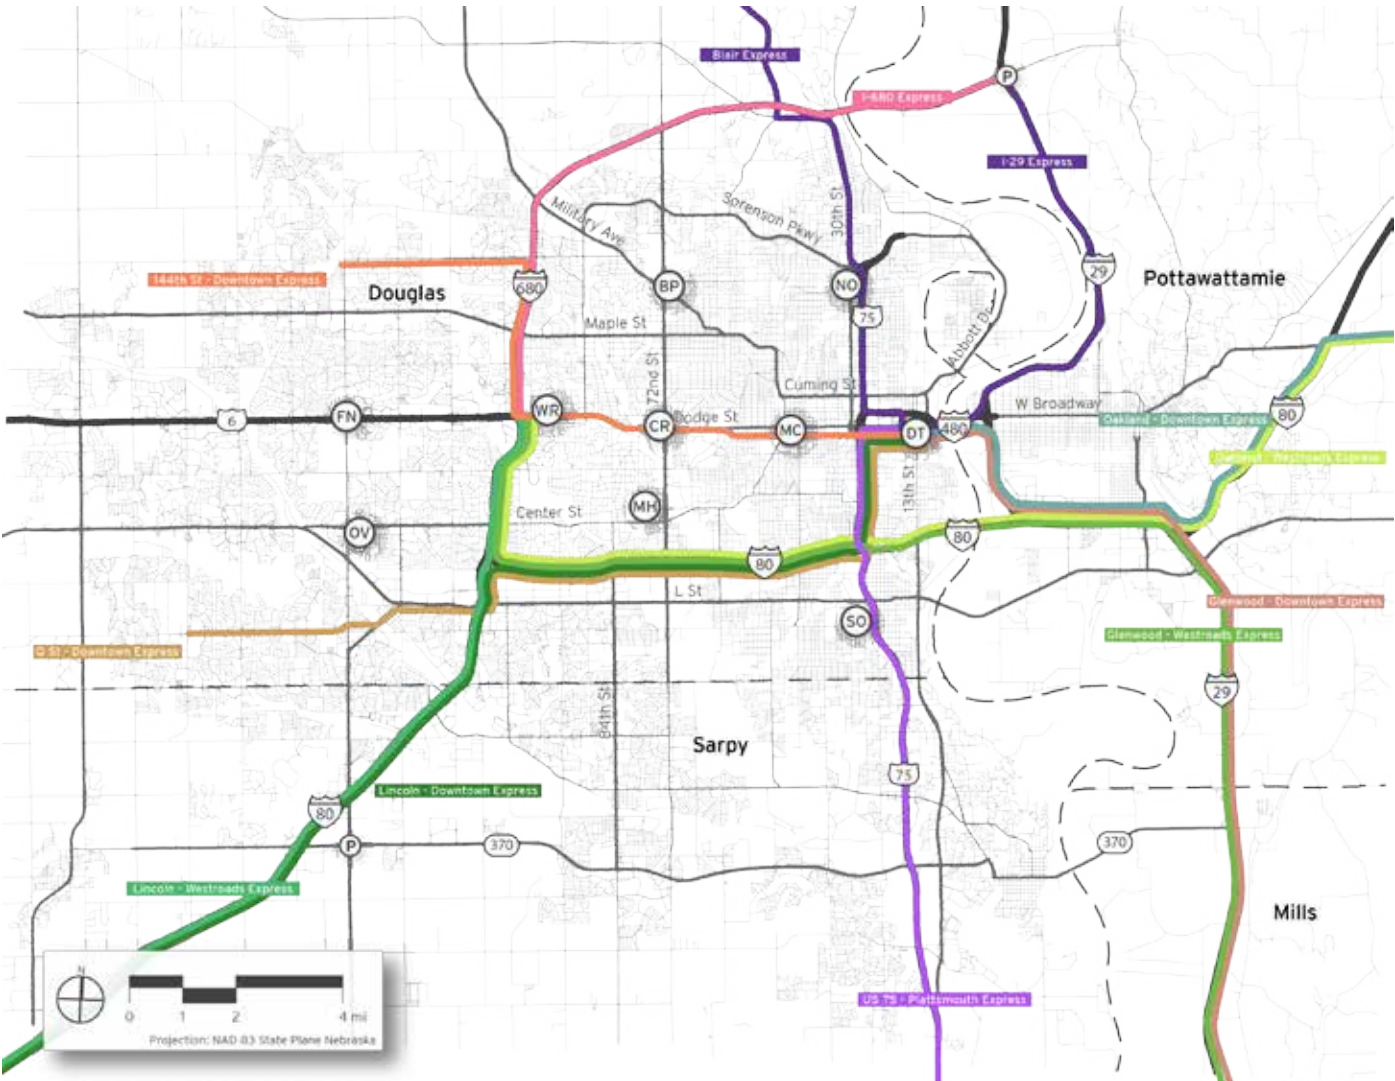 Blair Express
P
I-680 Express
I-29 Express
Military Ave
Sorenson Pkwy
30th St
144th St - Downtown Express
680
Douglas
BP
NO
29
Pottawattamie
75
Maple St
72nd St
Abbott Dr
Cuming St
6
FN
WR
CR
Dodge St
MC
DT
480
W Broadway
80
Oakland - Downtown Express
Oakland - Westroads Express
13th St
Center St
MH
OV
80
80
L St
SO
Glenwood - Downtown Express
Glenwood - Westroads Express
Q St - Downtown Express
29
84th St
Sarpy
75
Lincoln - Downtown Express
80
P
370
370
Lincoln - Westroads Express
Mills
US 75 - Plattsmouth Express
N
0 1 2 4 mi
Projection: NAD 83 State Plane Nebraska